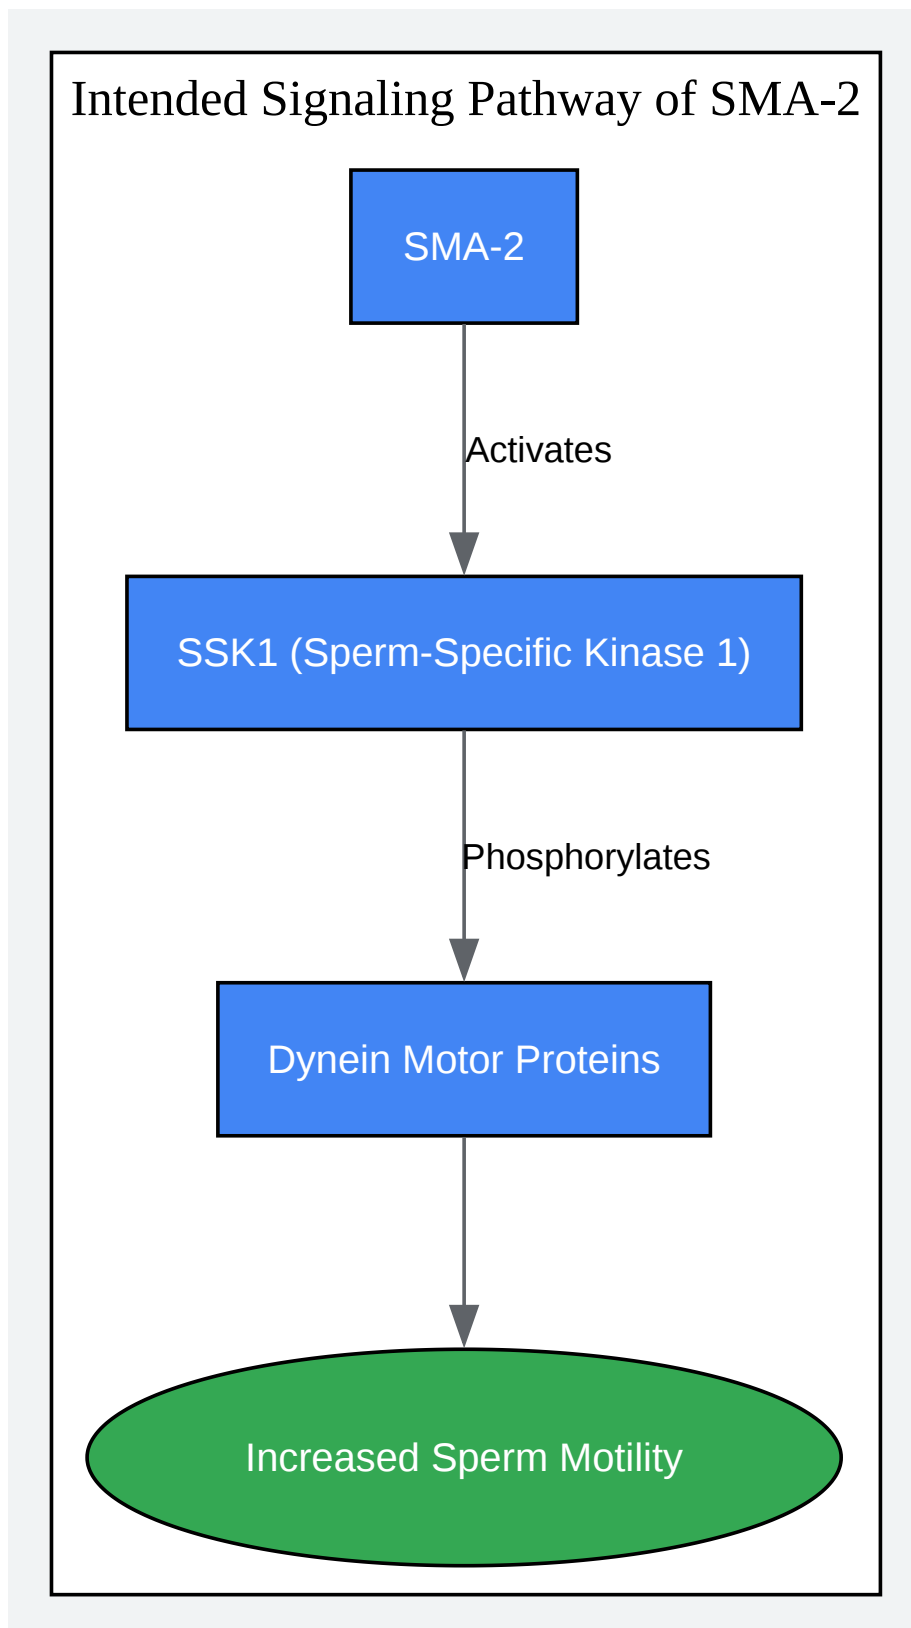 Intended Signaling Pathway of SMA-2
SMA-2
Activates
SSK1 (Sperm-Specific Kinase 1)
Phosphorylates
Dynein Motor Proteins
Increased Sperm Motility